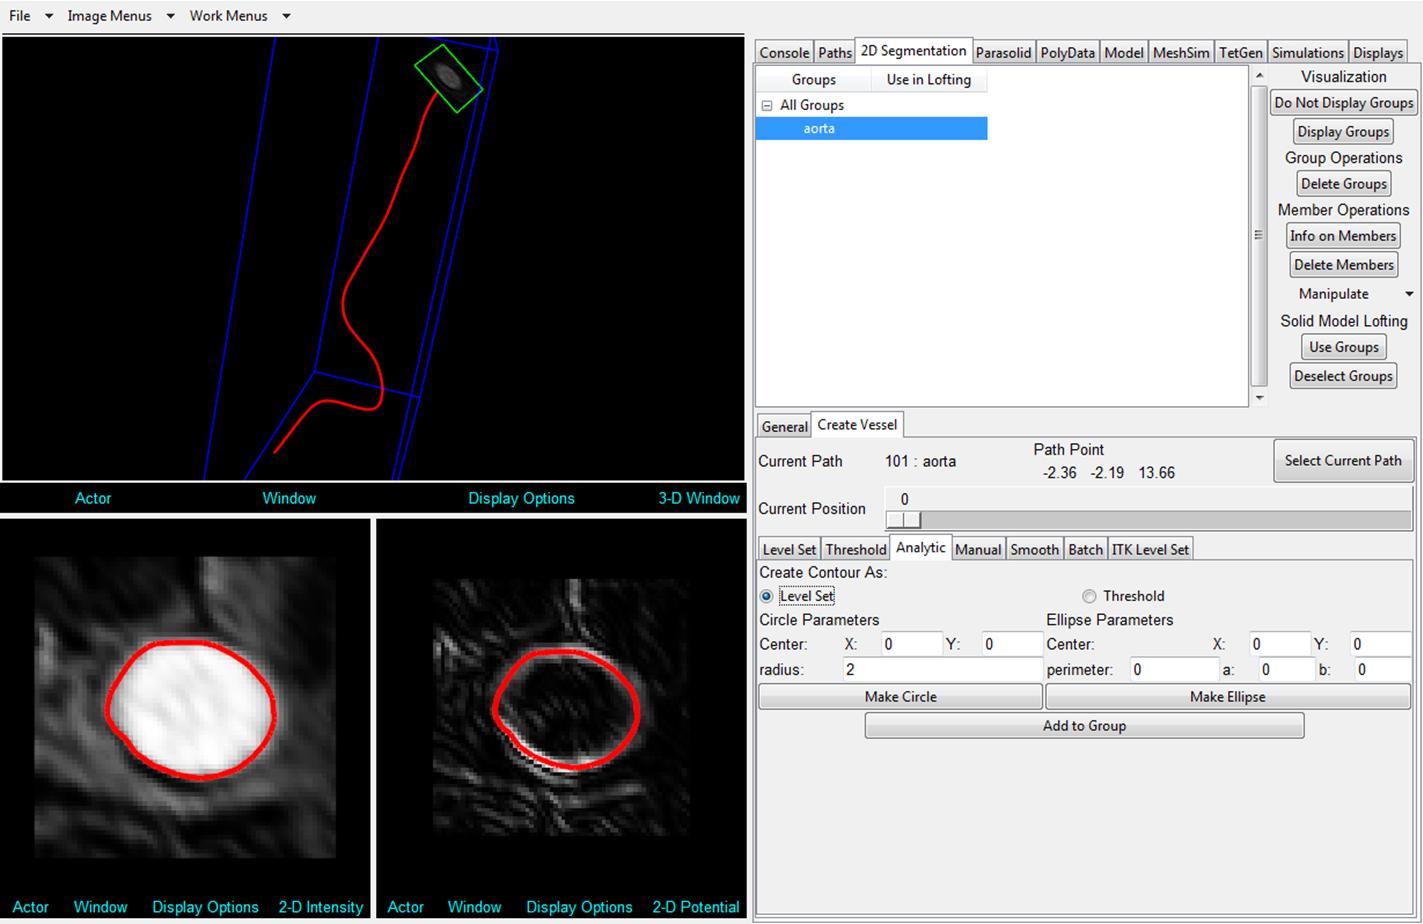 File Image Menus Work Menus
Console Paths 2D Segmentation Parasolid PolyData Model MeshSim TetGen Simulations Displays
Groups Use in Lofting
All Groups
aorta
Visualization
Do Not Display Groups
Display Groups
Group Operations
Delete Groups
Member Operations
Info on Members
Delete Members
Manipulate
Solid Model Lofting
Use Groups
Deselect Groups
General Create Vessel
Current Path 101 : aorta
Path Point
-2.36 -2.19 13.66
Select Current Path
Current Position
0
Level Set Threshold Analytic Manual Smooth Batch ITK Level Set
Create Contour As:
Level Set Threshold
Circle Parameters Ellipse Parameters
Center: X: 0 Y: 0 Center: X: 0 Y: 0
radius: 2 perimeter: 0 a: 0 b: 0
Make Circle Make Ellipse
Add to Group
Actor Window Display Options 3-D Window
Actor Window Display Options 2-D Intensity
Actor Window Display Options 2-D Potential